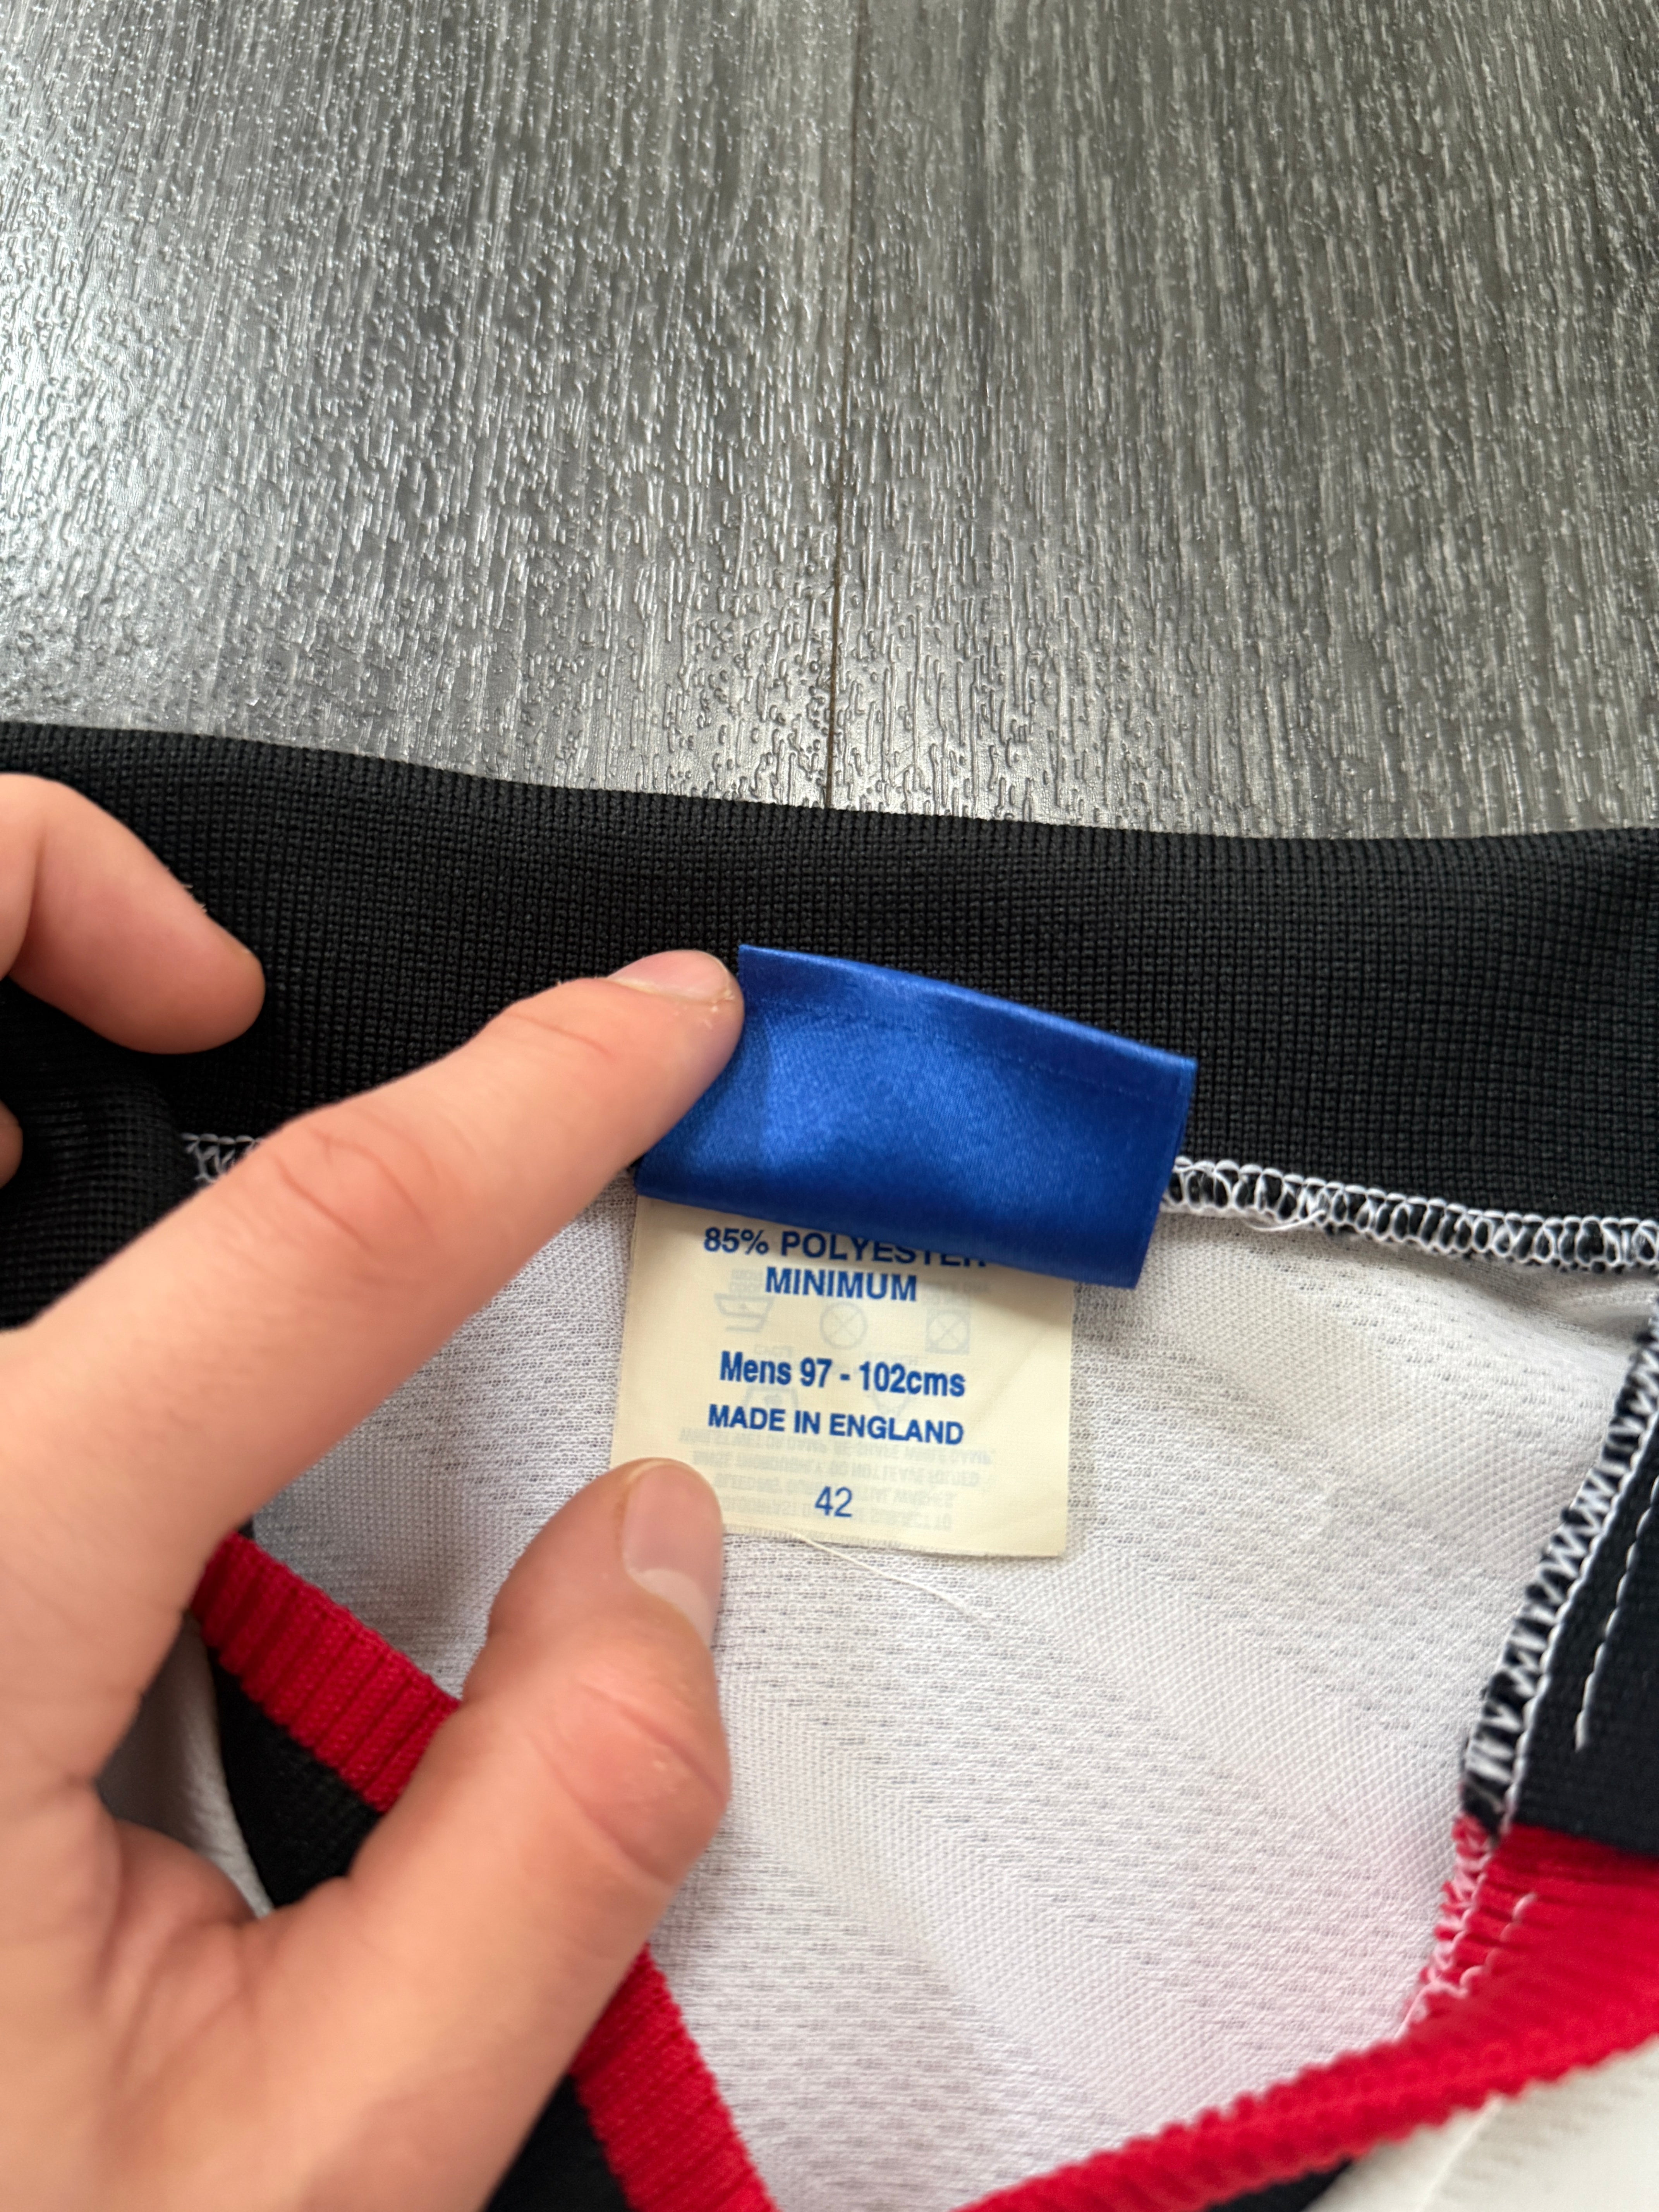 85% POLYESTER
MINIMUM
Mens 97 - 102cms
MADE IN ENGLAND
42